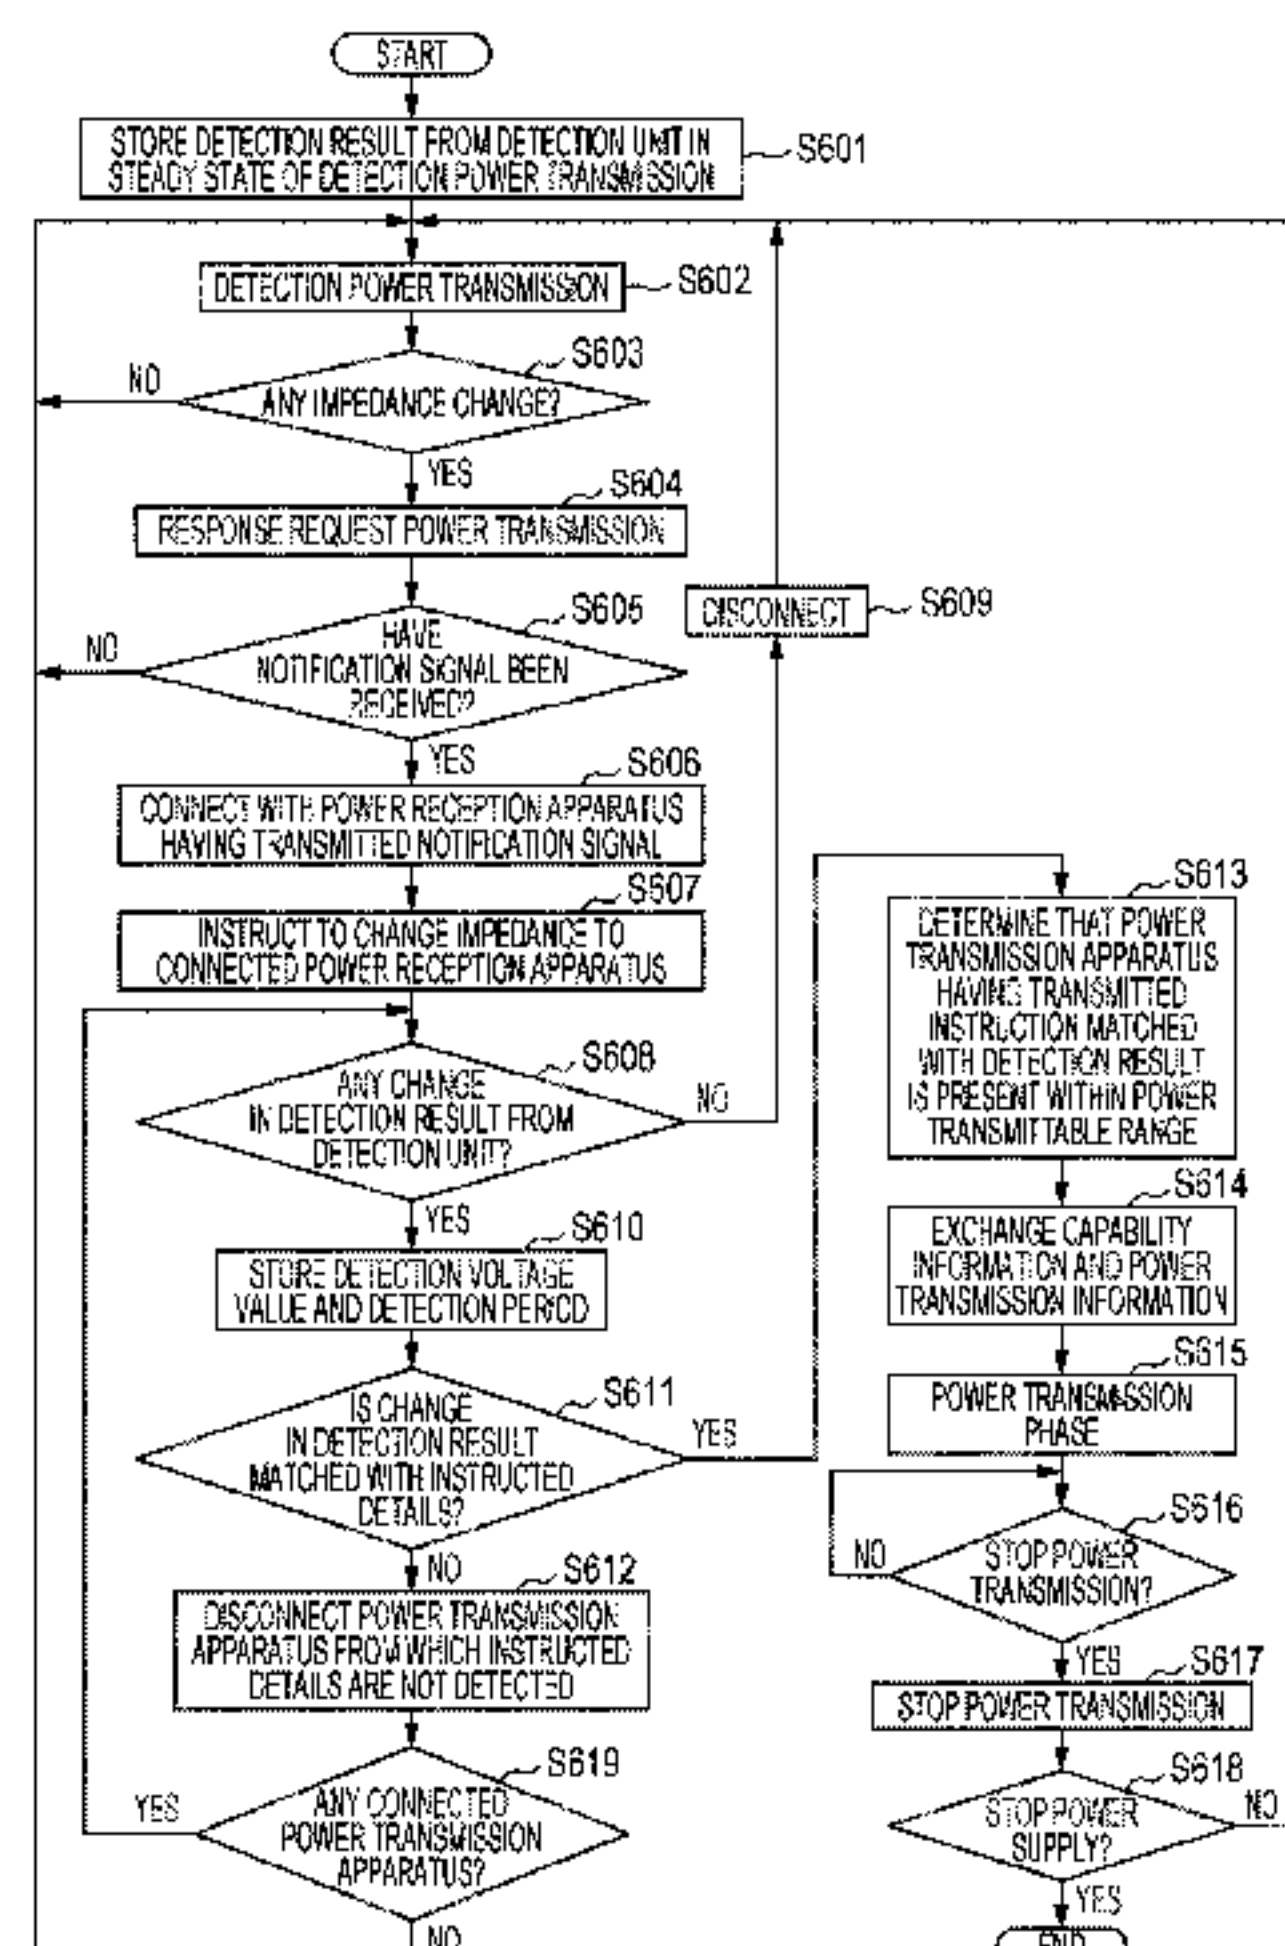 START
STORE DETECTION RESULT FROM DETECTION UNIT IN
STEADY STATE OF DETECTION POWER TRANSMISSION
S601
DETECTION POWER TRANSMISSION
S602
S603
ANY IMPEDANCE CHANGE?
NO
YES
S604
RESPONSE REQUEST POWER TRANSMISSION
S605
HAVE
NOTIFICATION SIGNAL BEEN
RECEIVED?
NO
YES
DISCONNECT
S609
S606
CONNECT WITH POWER RECEPTION APPARATUS
HAVING TRANSMITTED NOTIFICATION SIGNAL
S607
INSTRUCT TO CHANGE IMPEDANCE TO
CONNECTED POWER RECEPTION APPARATUS
S608
ANY CHANGE
IN DETECTION RESULT FROM
DETECTION UNIT?
NO
YES
S610
STORE DETECTION VOLTAGE
VALUE AND DETECTION PERIOD
S611
IS CHANGE
IN DETECTION RESULT
MATCHED WITH INSTRUCTED
DETAILS?
YES
NO
S612
DISCONNECT POWER TRANSMISSION
APPARATUS FROM WHICH INSTRUCTED
DETAILS ARE NOT DETECTED
S619
ANY CONNECTED
POWER TRANSMISSION
APPARATUS?
YES
NO
S613
DETERMINE THAT POWER
TRANSMISSION APPARATUS
HAVING TRANSMITTED
INSTRUCTION MATCHED
WITH DETECTION RESULT
IS PRESENT WITHIN POWER
TRANSMITTABLE RANGE
S614
EXCHANGE CAPABILITY
INFORMATION AND POWER
TRANSMISSION INFORMATION
S615
POWER TRANSMISSION
PHASE
S616
STOP POWER
TRANSMISSION?
NO
YES
S617
STOP POWER TRANSMISSION
S618
STOP POWER
SUPPLY?
NO
YES
END